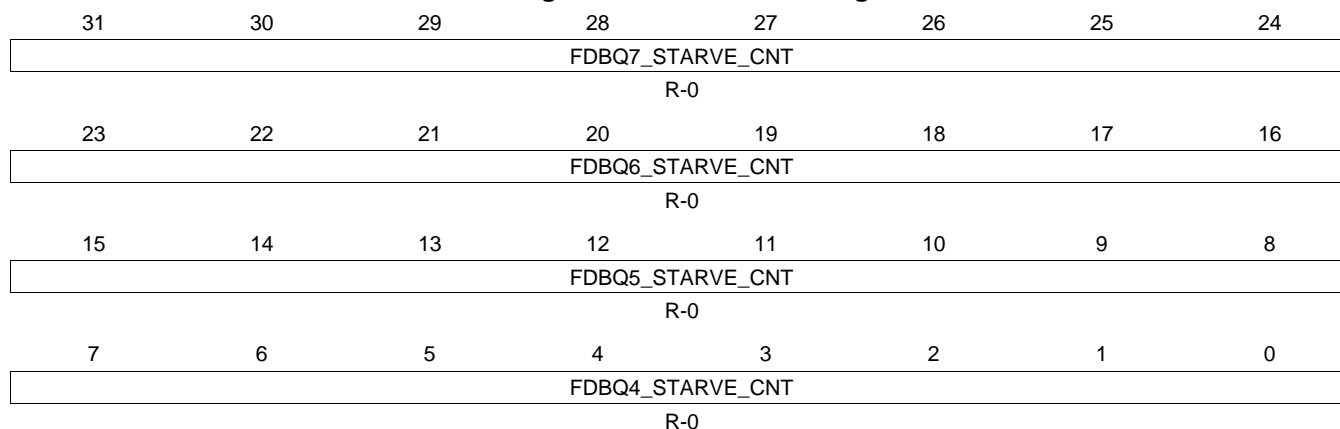 31 30 29 28 27 26 25 24
FDBQ7_STARVE_CNT
R-0
23 22 21 20 19 18 17 16
FDBQ6_STARVE_CNT
R-0
15 14 13 12 11 10 9 8
FDBQ5_STARVE_CNT
R-0
7 6 5 4 3 2 1 0
FDBQ4_STARVE_CNT
R-0